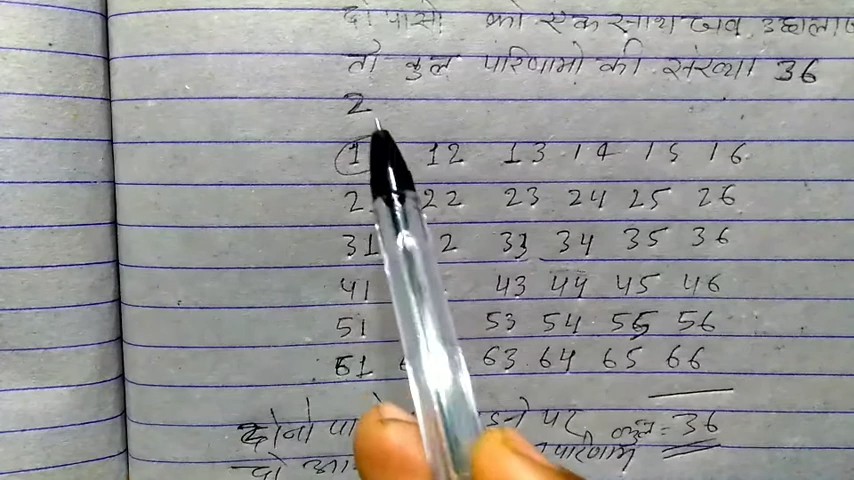 दो पासो को एक साथ जब
तो कुल परिणामो की संख्या 36
2
1 12 13 14 15 16
2 22 23 24 25 26
31 2 33 34 35 36
41 43 44 45 46
51 53 54 55 56
61 63 64 65 66
दोनो पर कुल = 36
दो परिणाम